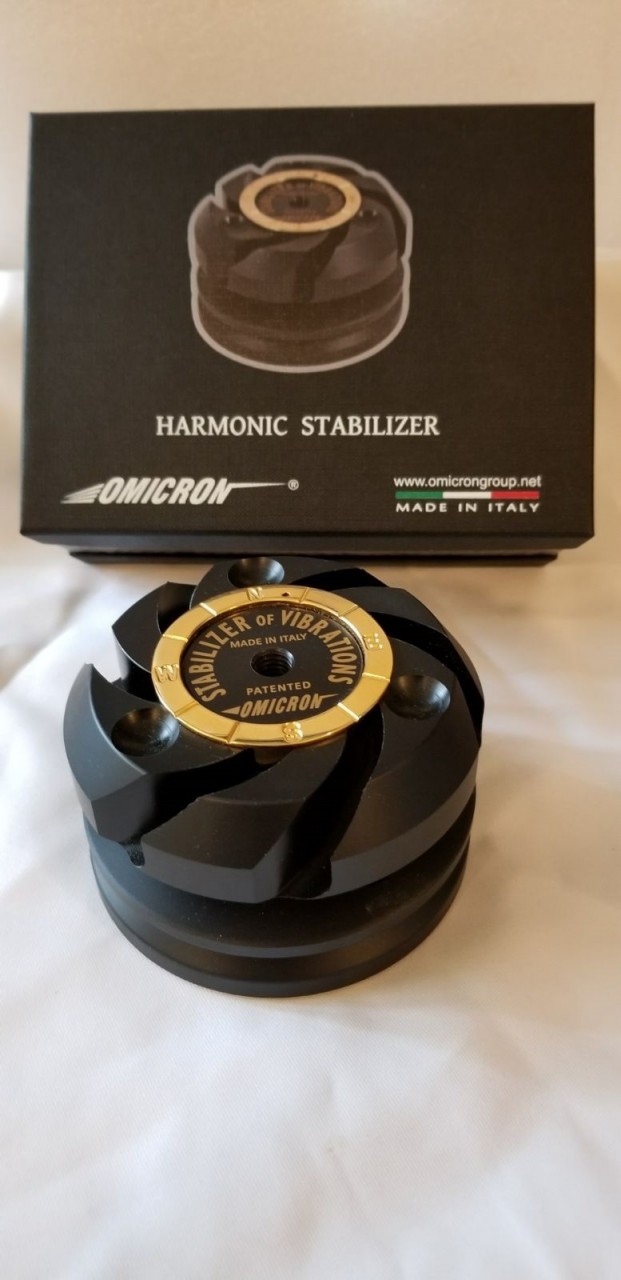 HARMONIC STABILIZER
OMICRON ®
www.omicrongroup.net
MADE IN ITALY
N
E
S
W
STABILIZER OF VIBRATIONS
MADE IN ITALY
PATENTED
OMICRON